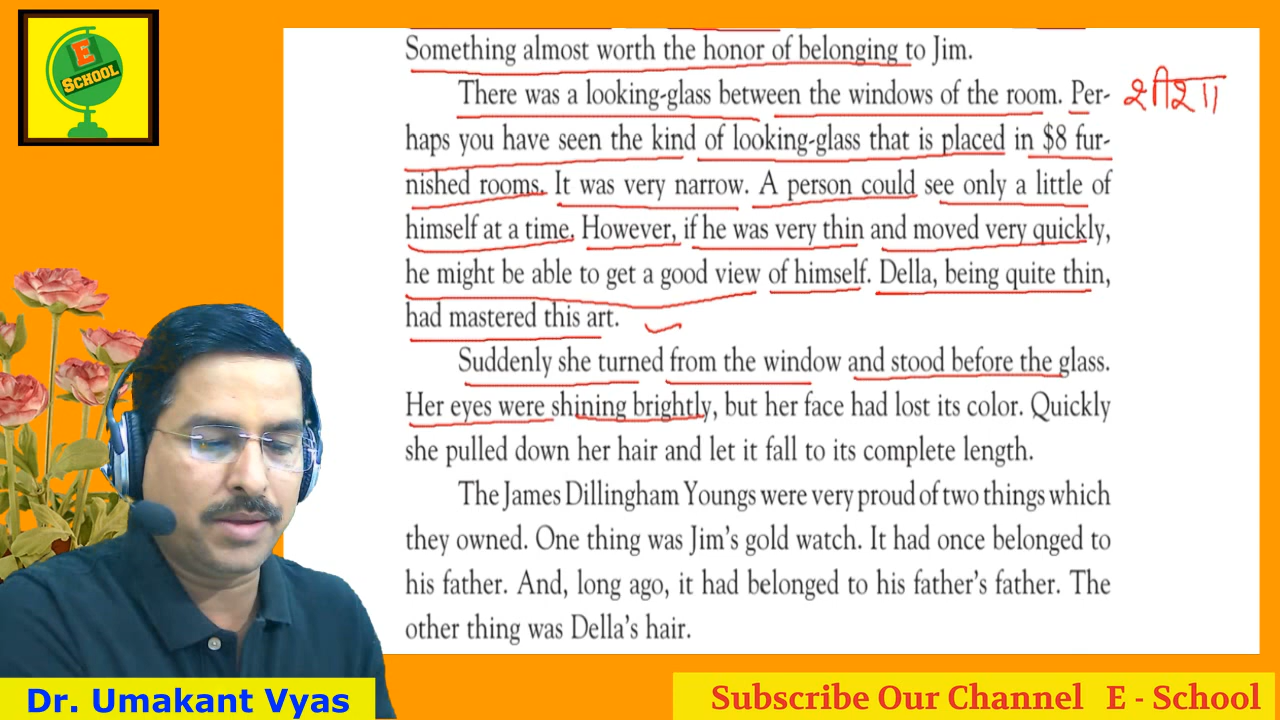 E
SCHOOL
Something almost worth the honor of belonging to Jim.
There was a looking-glass between the windows of the room. Per-
शीशा
haps you have seen the kind of looking-glass that is placed in $8 fur-
nished rooms. It was very narrow. A person could see only a little of
himself at a time. However, if he was very thin and moved very quickly,
he might be able to get a good view of himself. Della, being quite thin,
had mastered this art.
Suddenly she turned from the window and stood before the glass.
Her eyes were shining brightly, but her face had lost its color. Quickly
she pulled down her hair and let it fall to its complete length.
The James Dillingham Youngs were very proud of two things which
they owned. One thing was Jim's gold watch. It had once belonged to
his father. And, long ago, it had belonged to his father's father. The
other thing was Della's hair.
Dr. Umakant Vyas
Subscribe Our Channel E - School